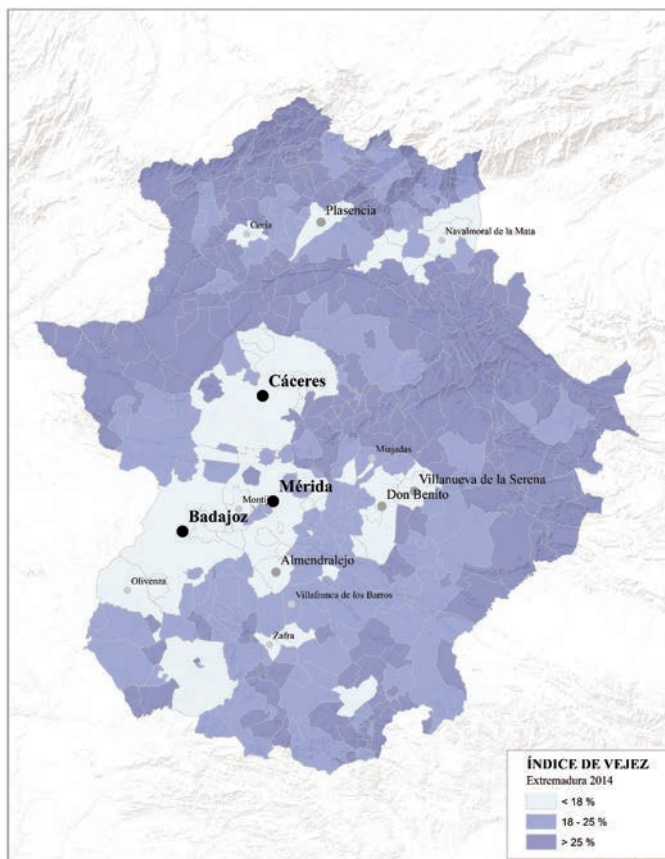 Plasencia
Coria
Navalmoral de la Mata
Cáceres
Miajadas
Villanueva de la Serena
Mérida
Don Benito
Badajoz
Almendralejo
Olivenza
Villafranca de los Barros
Zafra
ÍNDICE DE VEJEZ
Extremadura 2014
< 18 %
18 - 25 %
> 25 %